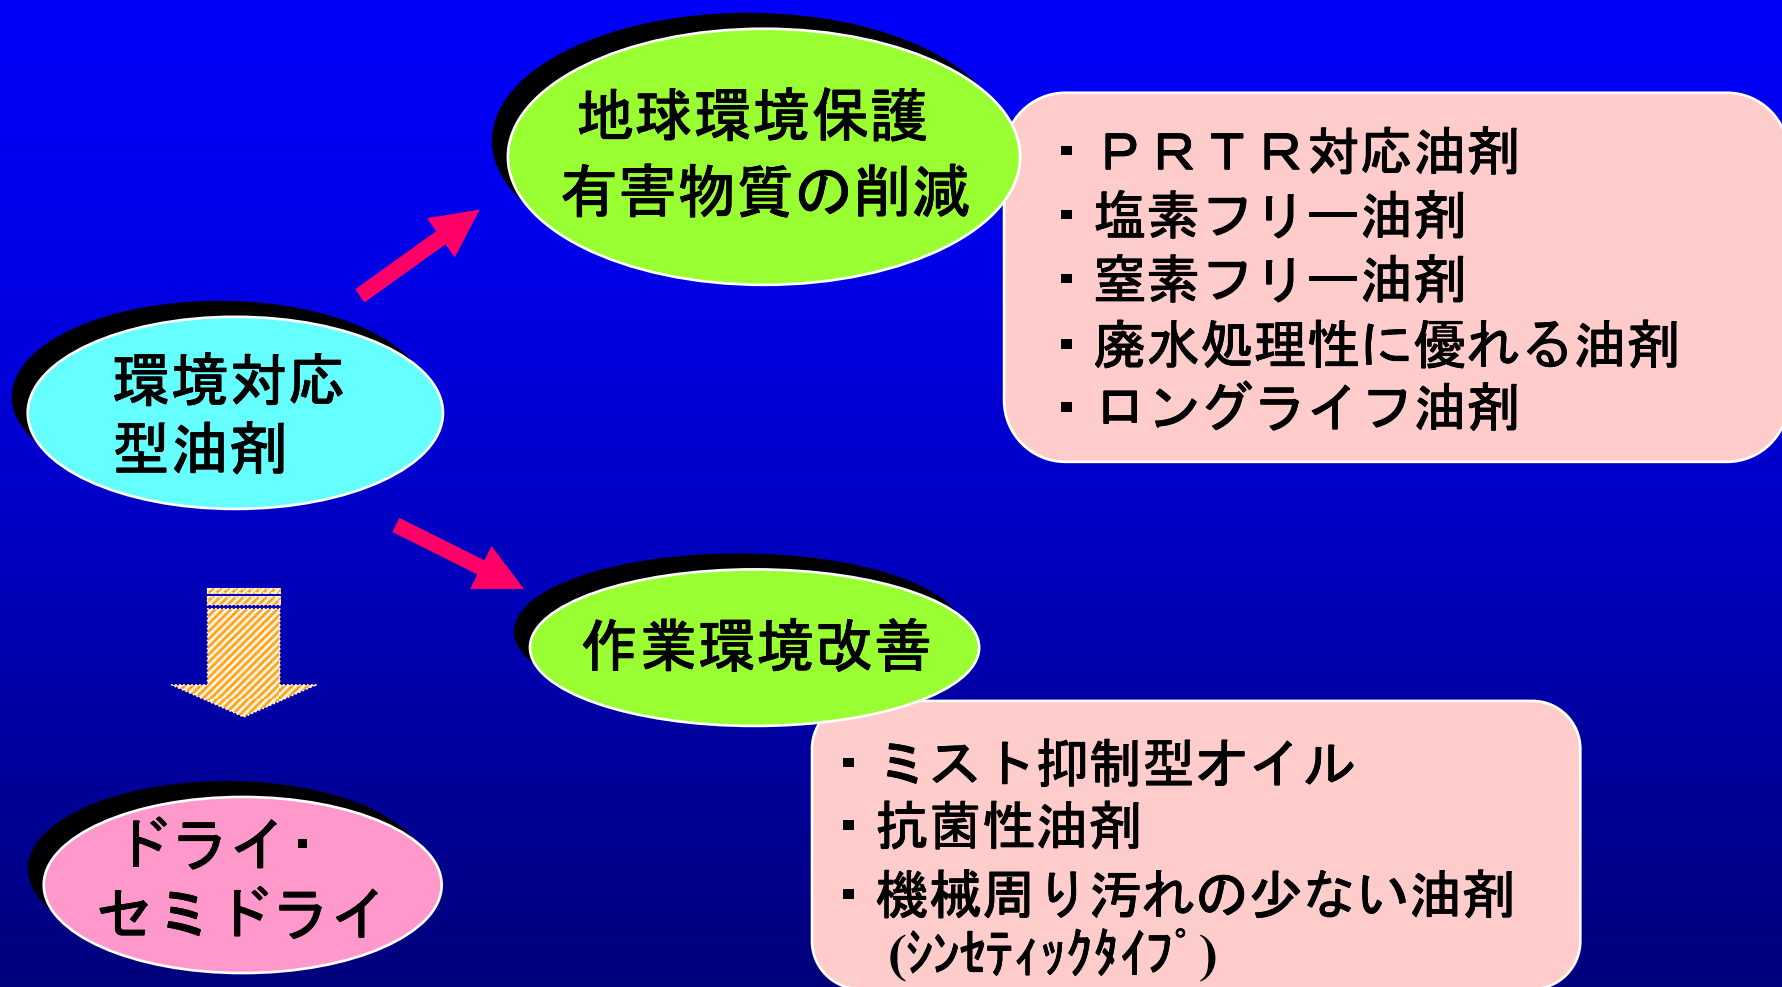 地球環境保護
有害物質の削減
・ＰＲＴＲ対応油剤
・塩素フリー油剤
・窒素フリー油剤
・廃水処理性に優れる油剤
・ロングライフ油剤
環境対応
型油剤
作業環境改善
・ミスト抑制型オイル
・抗菌性油剤
・機械周り汚れの少ない油剤
(ｼﾝｾﾃｨｯｸﾀｲﾌﾟ)
ドライ・
セミドライ